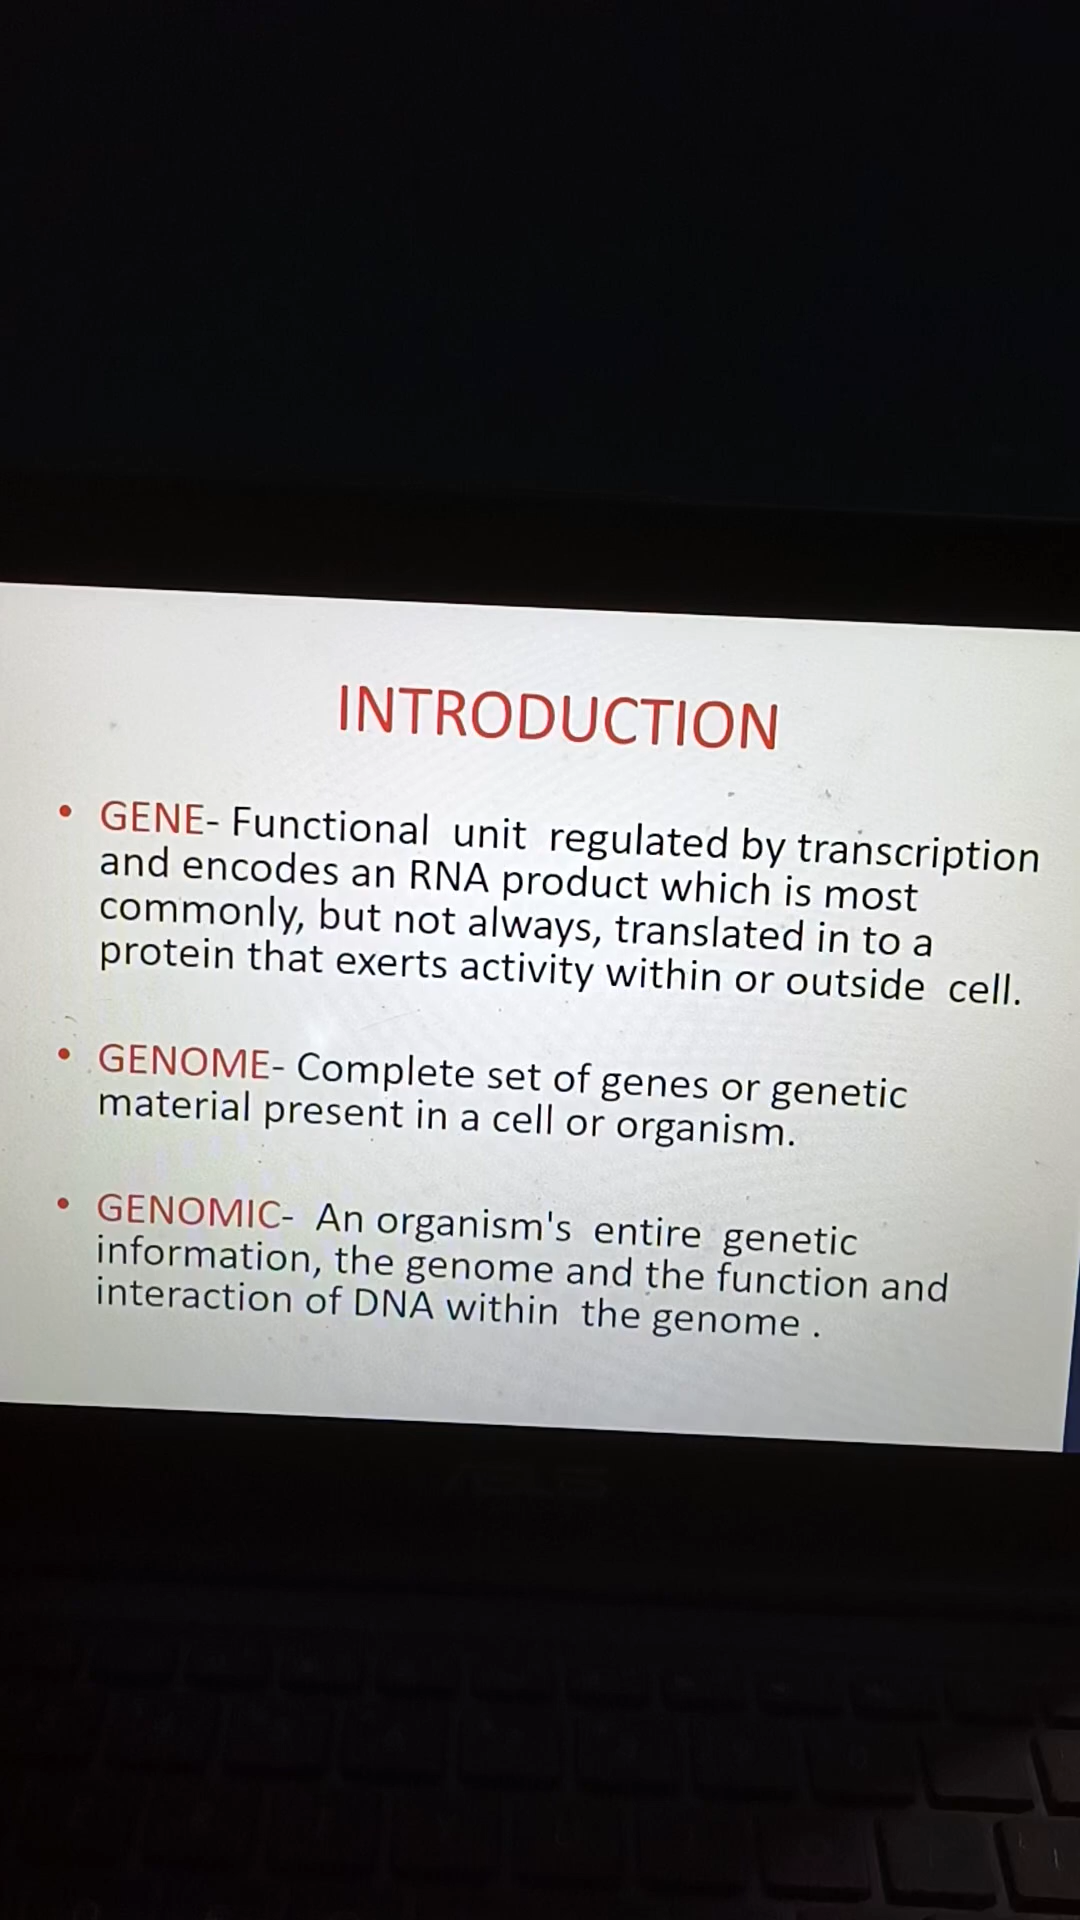 INTRODUCTION
• GENE- Functional unit regulated by transcription
and encodes an RNA product which is most
commonly, but not always, translated in to a
protein that exerts activity within or outside cell.
• GENOME- Complete set of genes or genetic
material present in a cell or organism.
• GENOMIC- An organism's entire genetic
information, the genome and the function and
interaction of DNA within the genome .